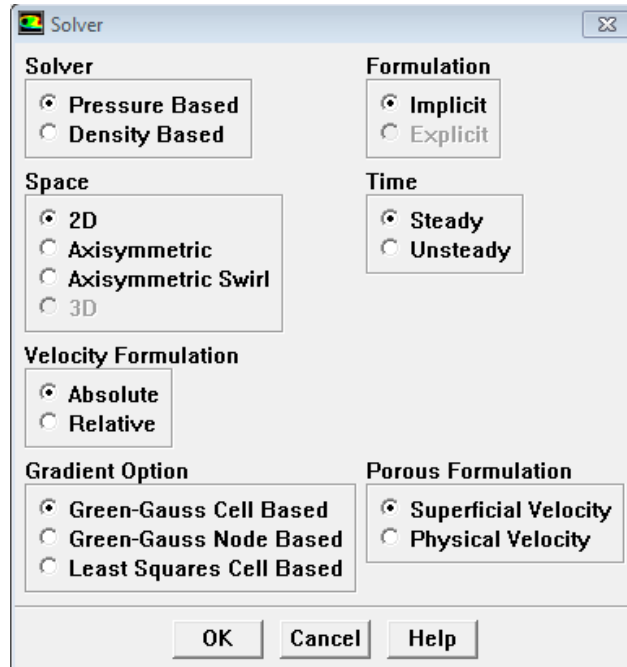 Solver
Solver
Pressure Based
Density Based
Formulation
Implicit
Explicit
Space
2D
Axisymmetric
Axisymmetric Swirl
3D
Time
Steady
Unsteady
Velocity Formulation
Absolute
Relative
Gradient Option
Green-Gauss Cell Based
Green-Gauss Node Based
Least Squares Cell Based
Porous Formulation
Superficial Velocity
Physical Velocity
OK Cancel Help